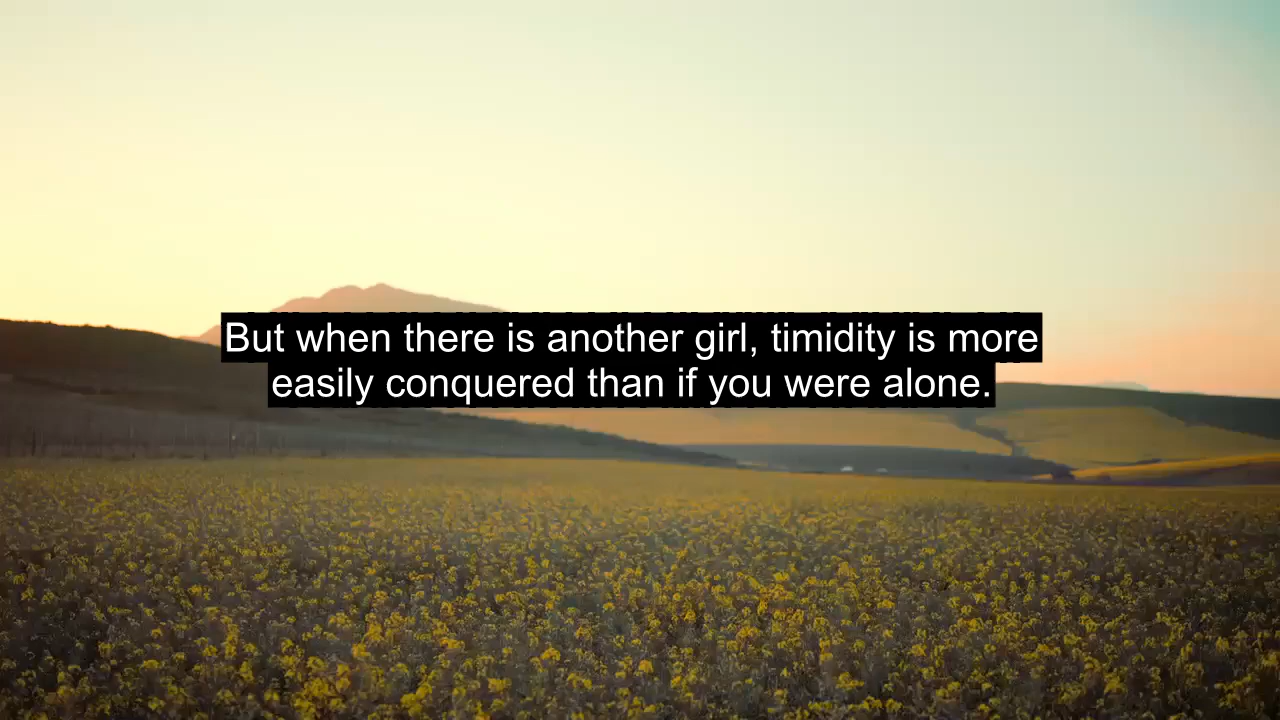 But when there is another girl, timidity is more
easily conquered than if you were alone.